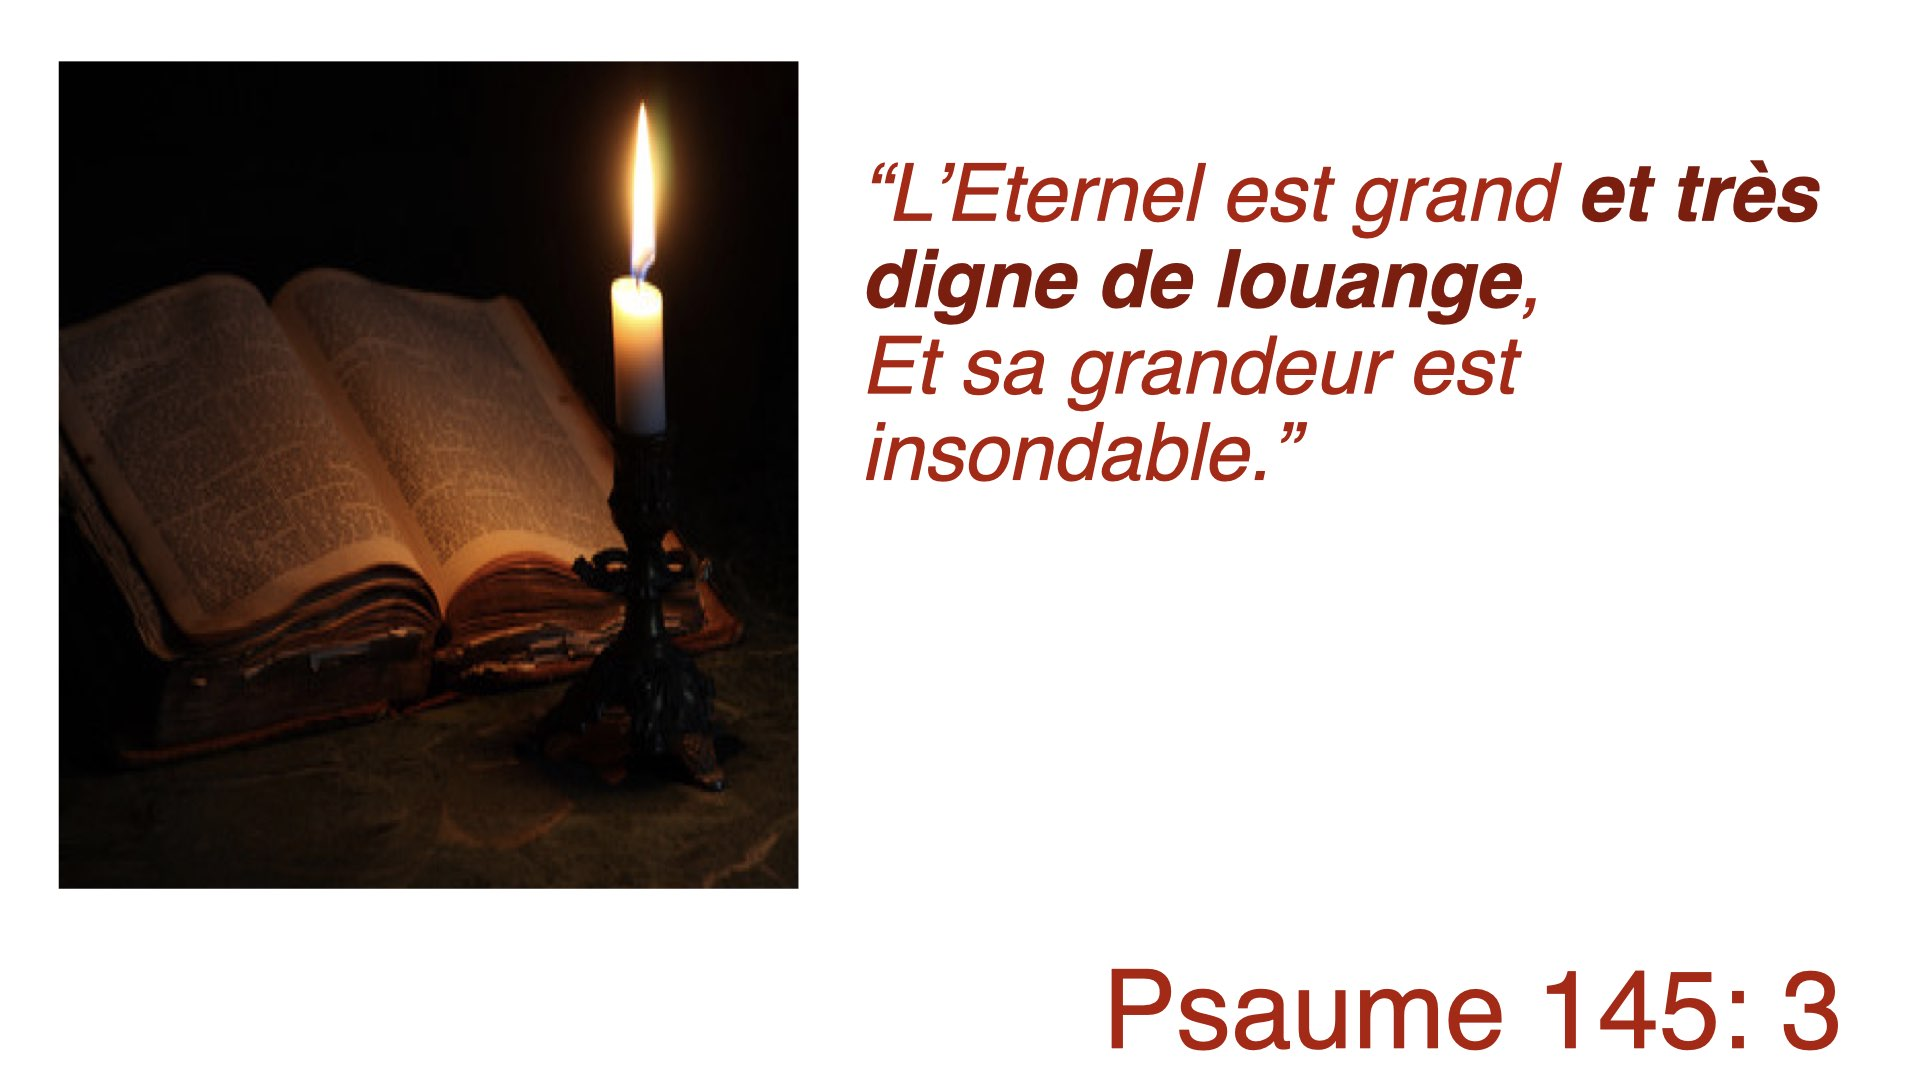 “L’Eternel est grand et très
digne de louange,
Et sa grandeur est
insondable.”
Psaume 145: 3